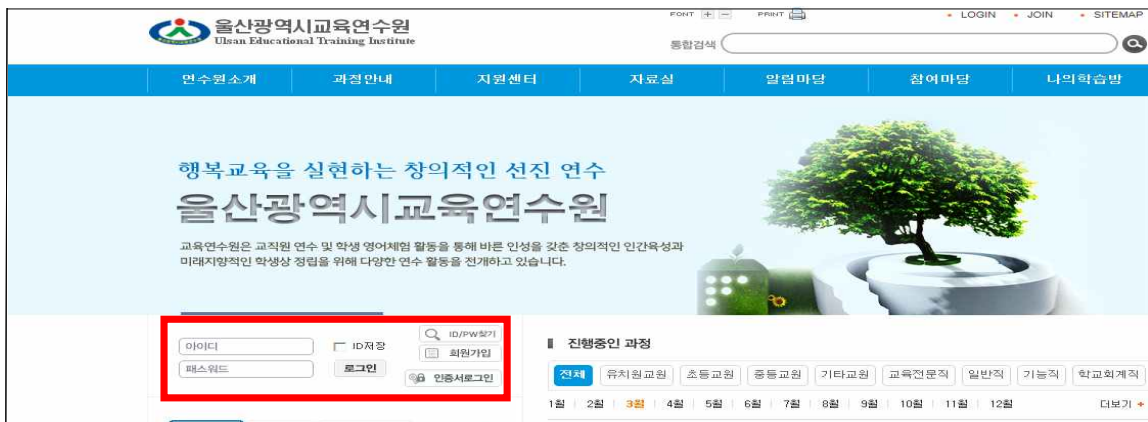 울산광역시교육연수원
Ulsan Educational Training Institute
FONT + - PRINT
LOGIN JOIN SITEMAP
통합검색
연수원소개 과정안내 지원센터 자료실 알림마당 참여마당 나의학습방
행복교육을 실현하는 창의적인 선진 연수
울산광역시교육연수원
교육연수원은 교직원 연수 및 학생 영어체험 활동을 통해 바른 인성을 갖춘 창의적인 인간육성과
미래지향적인 학생상 정립을 위해 다양한 연수 활동을 전개하고 있습니다.
아이디 ID저장 ID/PW찾기
회원가입
패스워드 로그인 인증서로그인
진행중인 과정
전체 유치원교원 초등교원 중등교원 기타교원 교육전문직 일반직 기능직 학교회계직
1월 2월 3월 4월 5월 6월 7월 8월 9월 10월 11월 12월 더보기 +